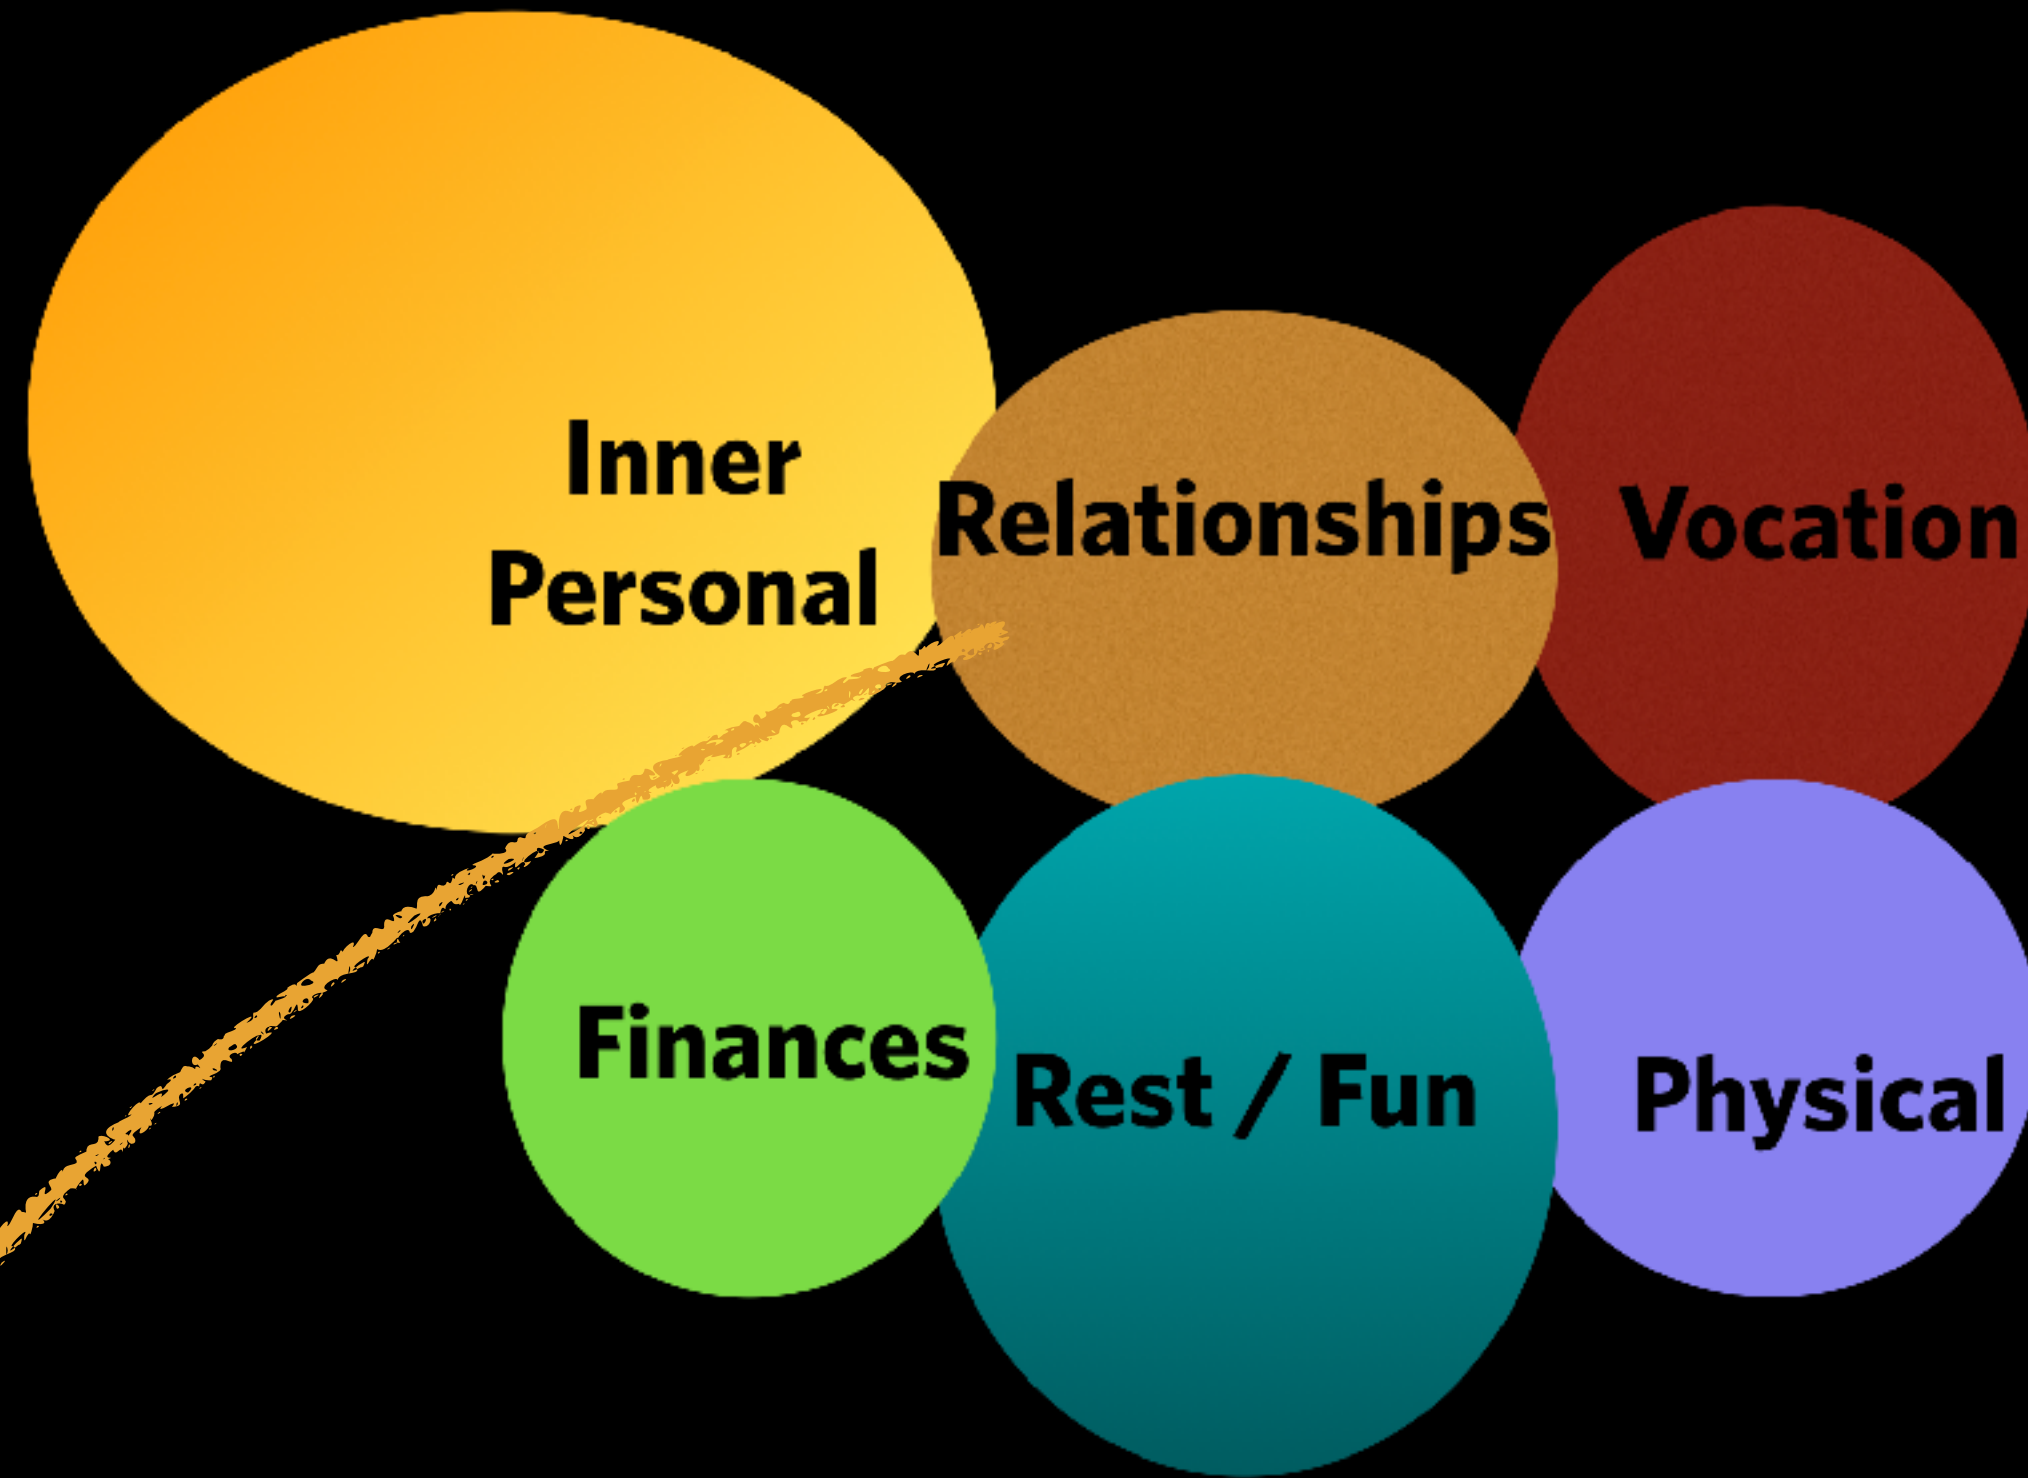 Inner
Personal
Relationships
Vocation
Finances
Rest / Fun
Physical